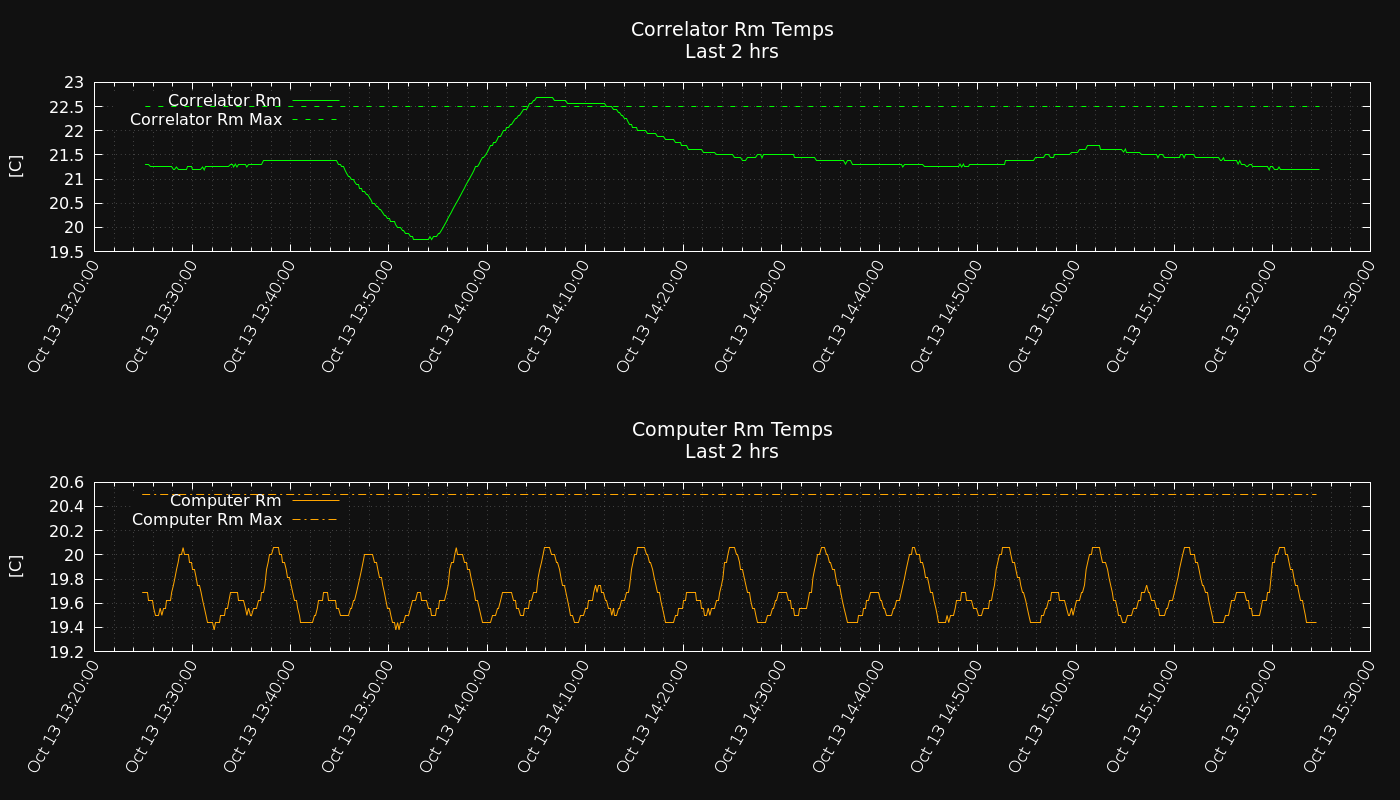 Correlator Rm Temps
Last 2 hrs
23
22.5
22
21.5
21
20.5
20
19.5
[C]
Correlator Rm
Correlator Rm Max
Oct 13 13:20:00
Oct 13 13:30:00
Oct 13 13:40:00
Oct 13 13:50:00
Oct 13 14:00:00
Oct 13 14:10:00
Oct 13 14:20:00
Oct 13 14:30:00
Oct 13 14:40:00
Oct 13 14:50:00
Oct 13 15:00:00
Oct 13 15:10:00
Oct 13 15:20:00
Oct 13 15:30:00
Computer Rm Temps
Last 2 hrs
20.6
20.4
20.2
20
19.8
19.6
19.4
19.2
[C]
Computer Rm
Computer Rm Max
Oct 13 13:20:00
Oct 13 13:30:00
Oct 13 13:40:00
Oct 13 13:50:00
Oct 13 14:00:00
Oct 13 14:10:00
Oct 13 14:20:00
Oct 13 14:30:00
Oct 13 14:40:00
Oct 13 14:50:00
Oct 13 15:00:00
Oct 13 15:10:00
Oct 13 15:20:00
Oct 13 15:30:00